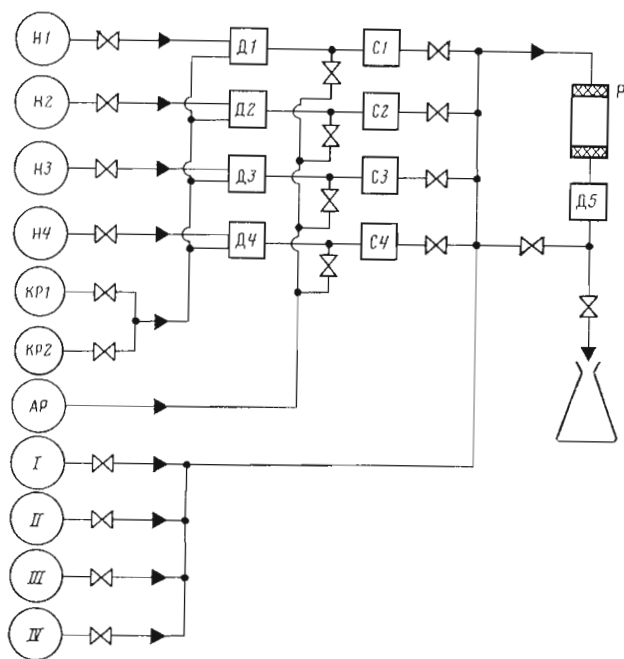 Н1 Д1 С1
Р
Н2 Д2 С2
Н3 Д3 С3
Д5
Н4 Д4 С4
КР1
КР2
АР
I
II
III
IV